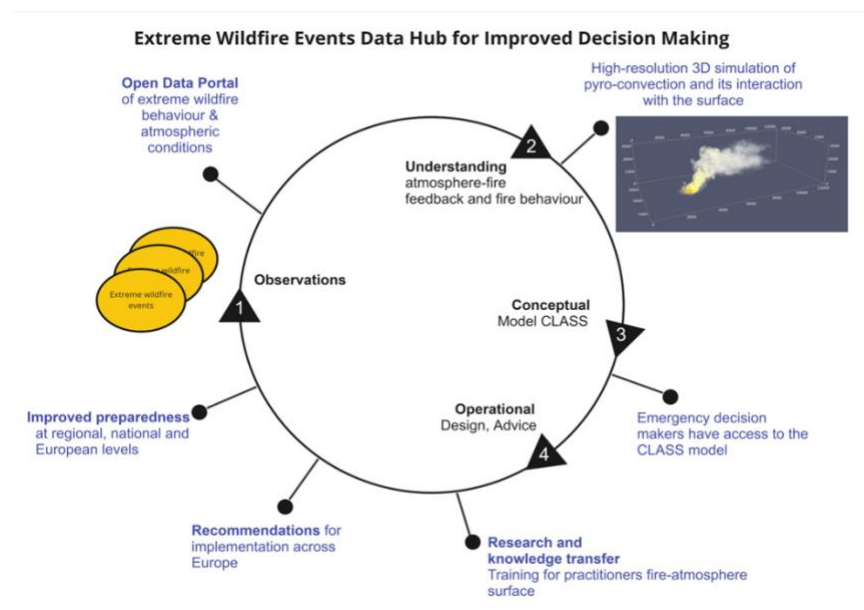 Extreme Wildfire Events Data Hub for Improved Decision Making
Open Data Portal
of extreme wildfire
behaviour &
atmospheric
conditions
High-resolution 3D simulation of
pyro-convection and its interaction
with the surface
2
Understanding
atmosphere-fire
feedback and fire behaviour
wildfire
Extreme wildfire
events
1
Observations
Conceptual
Model CLASS
3
Operational
Design, Advice
4
Improved preparedness
at regional, national and
European levels
Emergency decision
makers have access to the
CLASS model
Recommendations for
implementation across
Europe
Research and
knowledge transfer
Training for practitioners fire-atmosphere
surface